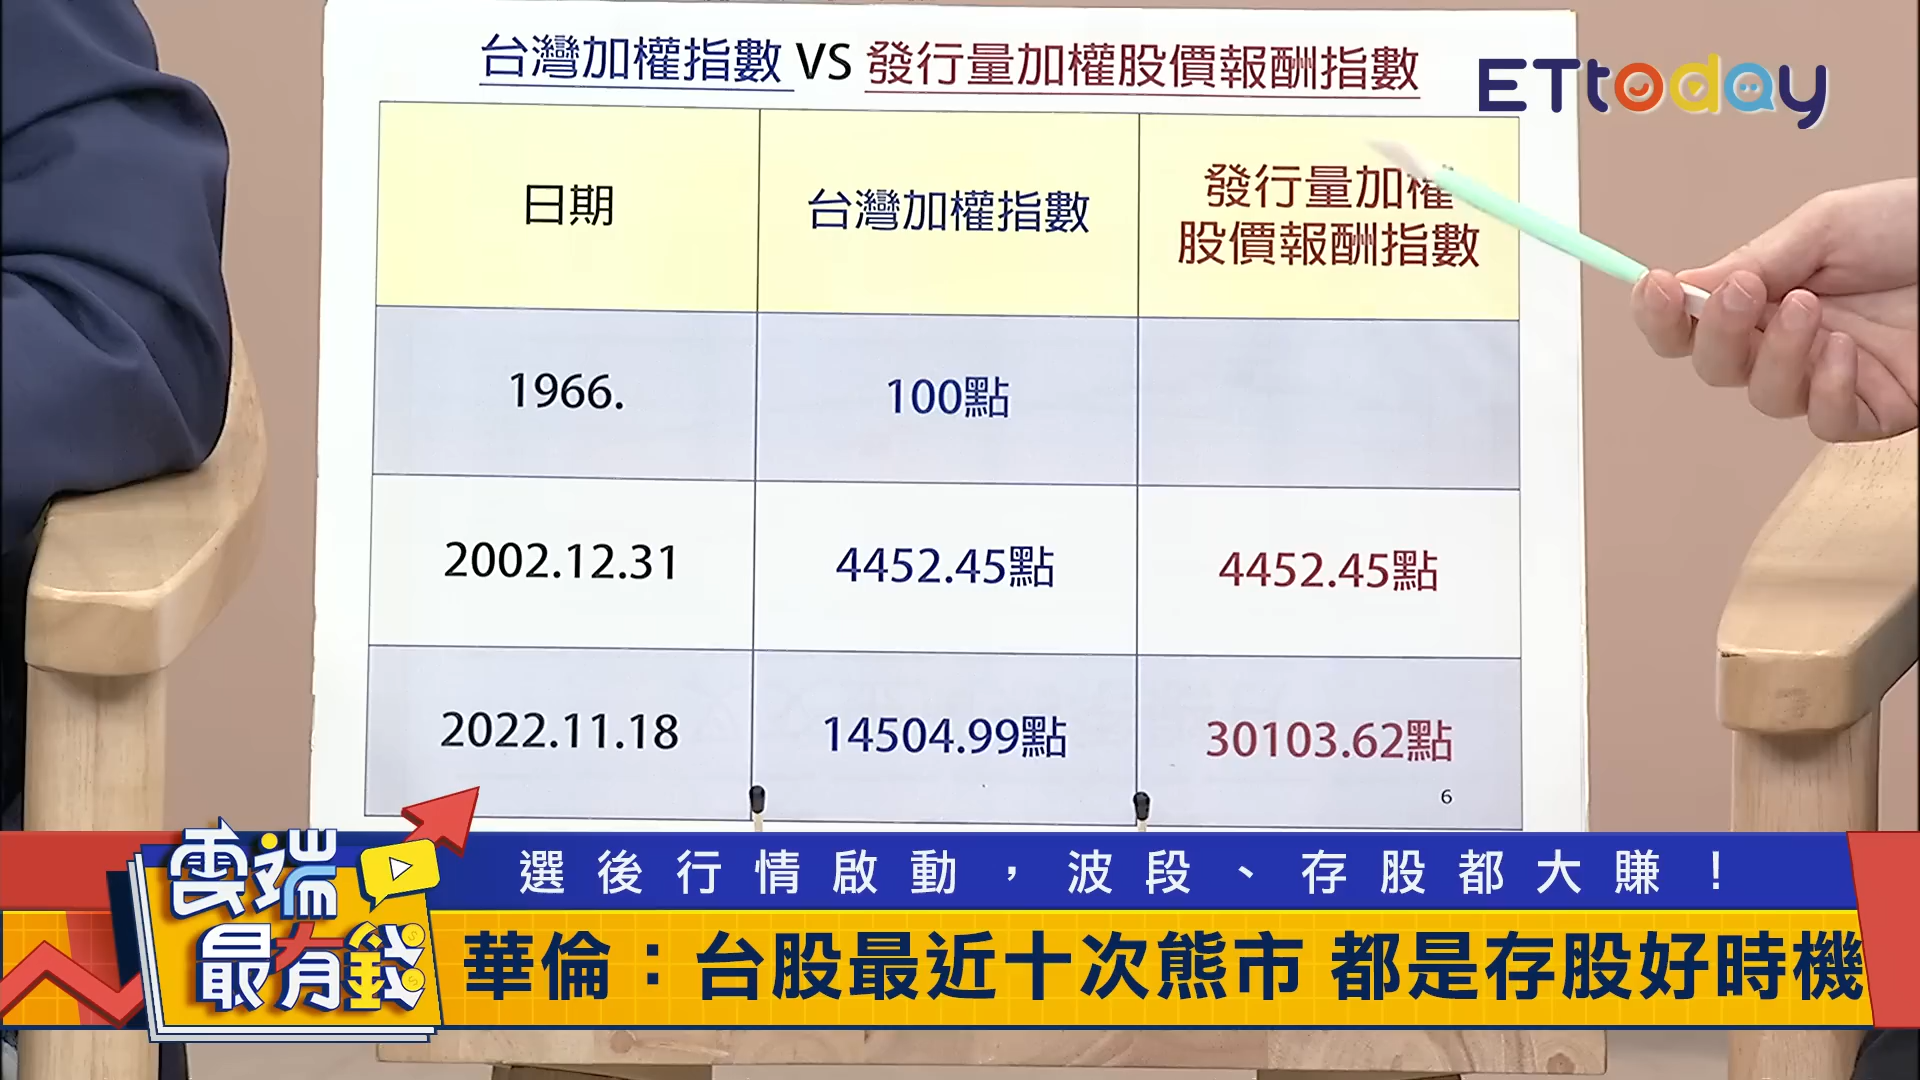 台灣加權指數 VS 發行量加權股價報酬指數
ETtoday
日期
台灣加權指數
發行量加權
股價報酬指數
1966.
100點
2002.12.31
4452.45點
4452.45點
2022.11.18
14504.99點
30103.62點
6
雲端
最有錢
選後行情啟動，波段、存股都大賺！
華倫：台股最近十次熊市 都是存股好時機